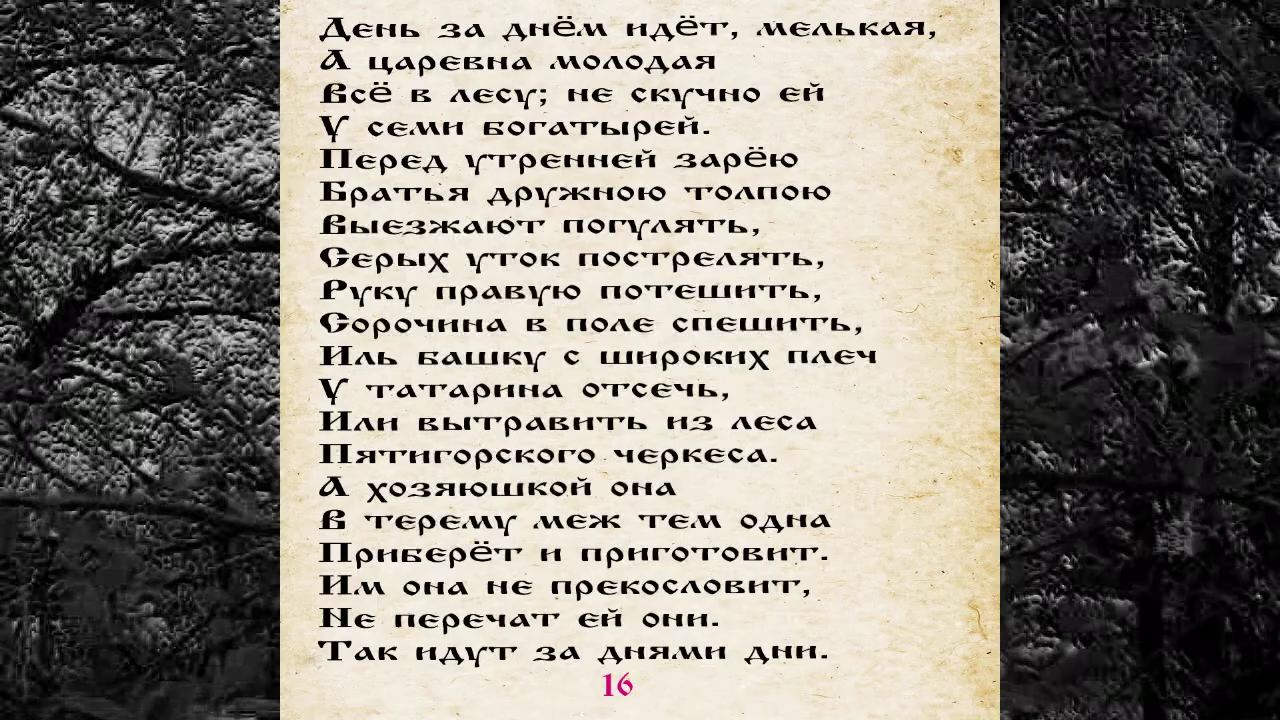 День за днём идёт, мелькая,
А царевна молодая
Всё в лесу; не скучно ей
У семи богатырей.
Перед утренней зарёю
Братья дружною толпою
Выезжают погулять,
Серых уток пострелять,
Руку правую потешить,
Сорочина в поле спешить,
Иль башку с широких плеч
У татарина отсечь,
Или вытравить из леса
Пятигорского черкеса.
А хозяюшкой она
В терему меж тем одна
Приберёт и приготовит.
Им она не прекословит,
Не перечат ей они.
Так идут за днями дни.
16